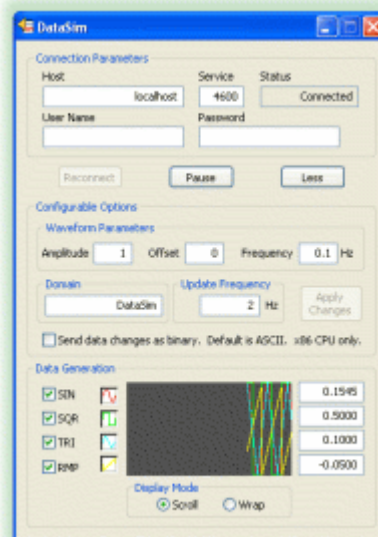 DataSim
Connection Parameters
Host Service Status
localhost 4600 Connected
User Name Password
Reconnect Pause Less
Configurable Options
Waveform Parameters
Amplitude 1 Offset 0 Frequency 0.1 Hz
Domain Update Frequency
DataSim 2 Hz Apply Changes
Send data changes as binary. Default is ASCII. x86 CPU only.
Data Generation
SIN 0.1545
SQR 0.5000
TRI 0.1000
RMP -0.0500
Display Mode
Scroll Wrap